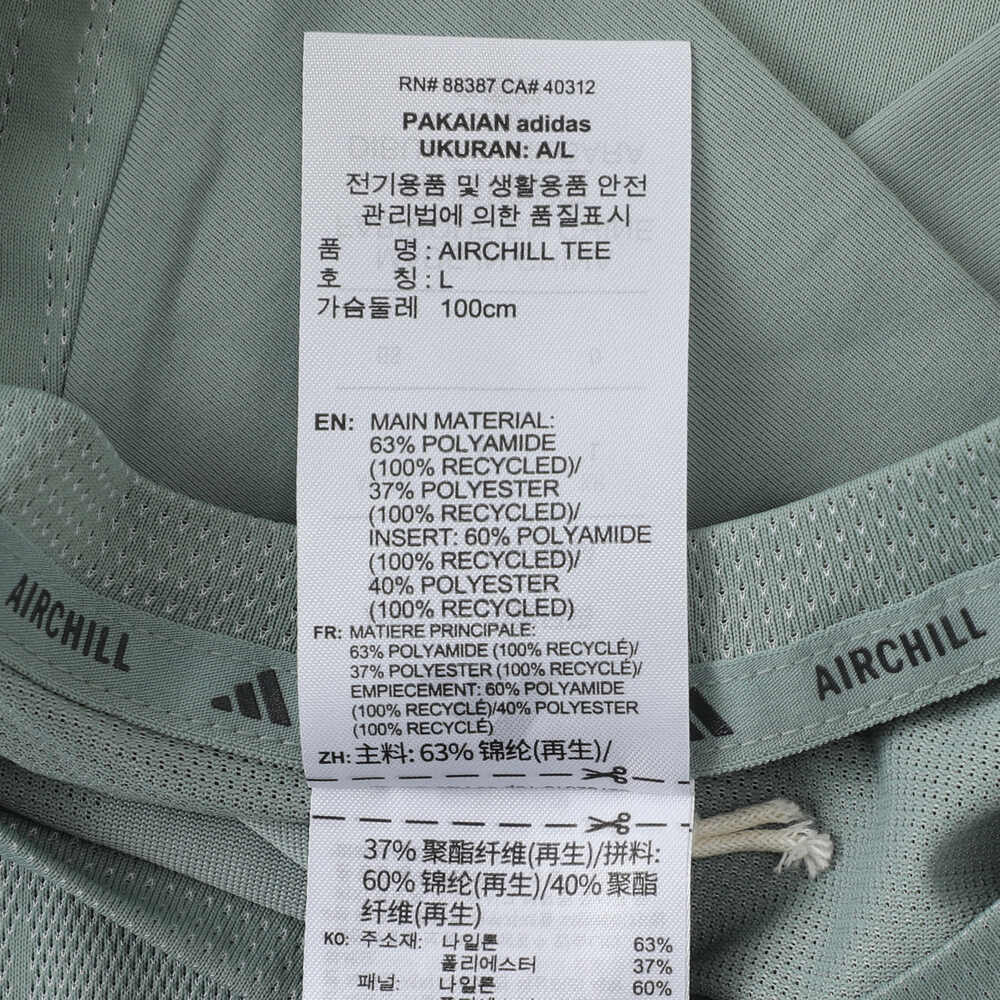 RN# 88387 CA# 40312
PAKAIAN adidas
UKURAN: A/L
전기용품 및 생활용품 안전
관리법에 의한 품질표시
품 명 : AIRCHILL TEE
호 칭 : L
가슴둘레 100cm
EN: MAIN MATERIAL:
63% POLYAMIDE
(100% RECYCLED)/
37% POLYESTER
(100% RECYCLED)/
INSERT: 60% POLYAMIDE
(100% RECYCLED)/
40% POLYESTER
(100% RECYCLED)
FR: MATIERE PRINCIPALE:
63% POLYAMIDE (100% RECYCLÉ)/
37% POLYESTER (100% RECYCLÉ)/
EMPIECEMENT: 60% POLYAMIDE
(100% RECYCLÉ)/40% POLYESTER
(100% RECYCLÉ)
ZH: 主料: 63% 锦纶(再生)/
37% 聚酯纤维(再生)/拼料:
60% 锦纶(再生)/40% 聚酯
纤维(再生)
KO: 주소재: 나일론 63%
폴리에스터 37%
패널: 나일론 60%
AIRCHILL
AIRCHILL